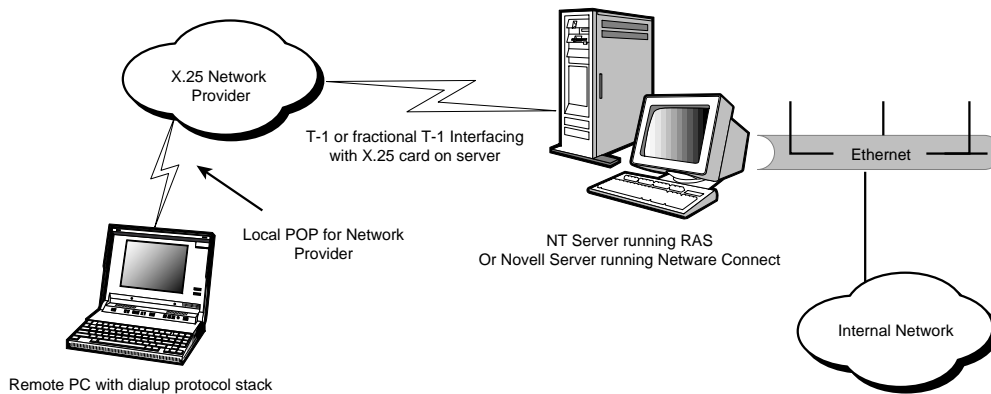 X.25 Network
Provider
T-1 or fractional T-1 Interfacing
with X.25 card on server
Ethernet
Local POP for Network
Provider
NT Server running RAS
Or Novell Server running Netware Connect
Internal Network
Remote PC with dialup protocol stack